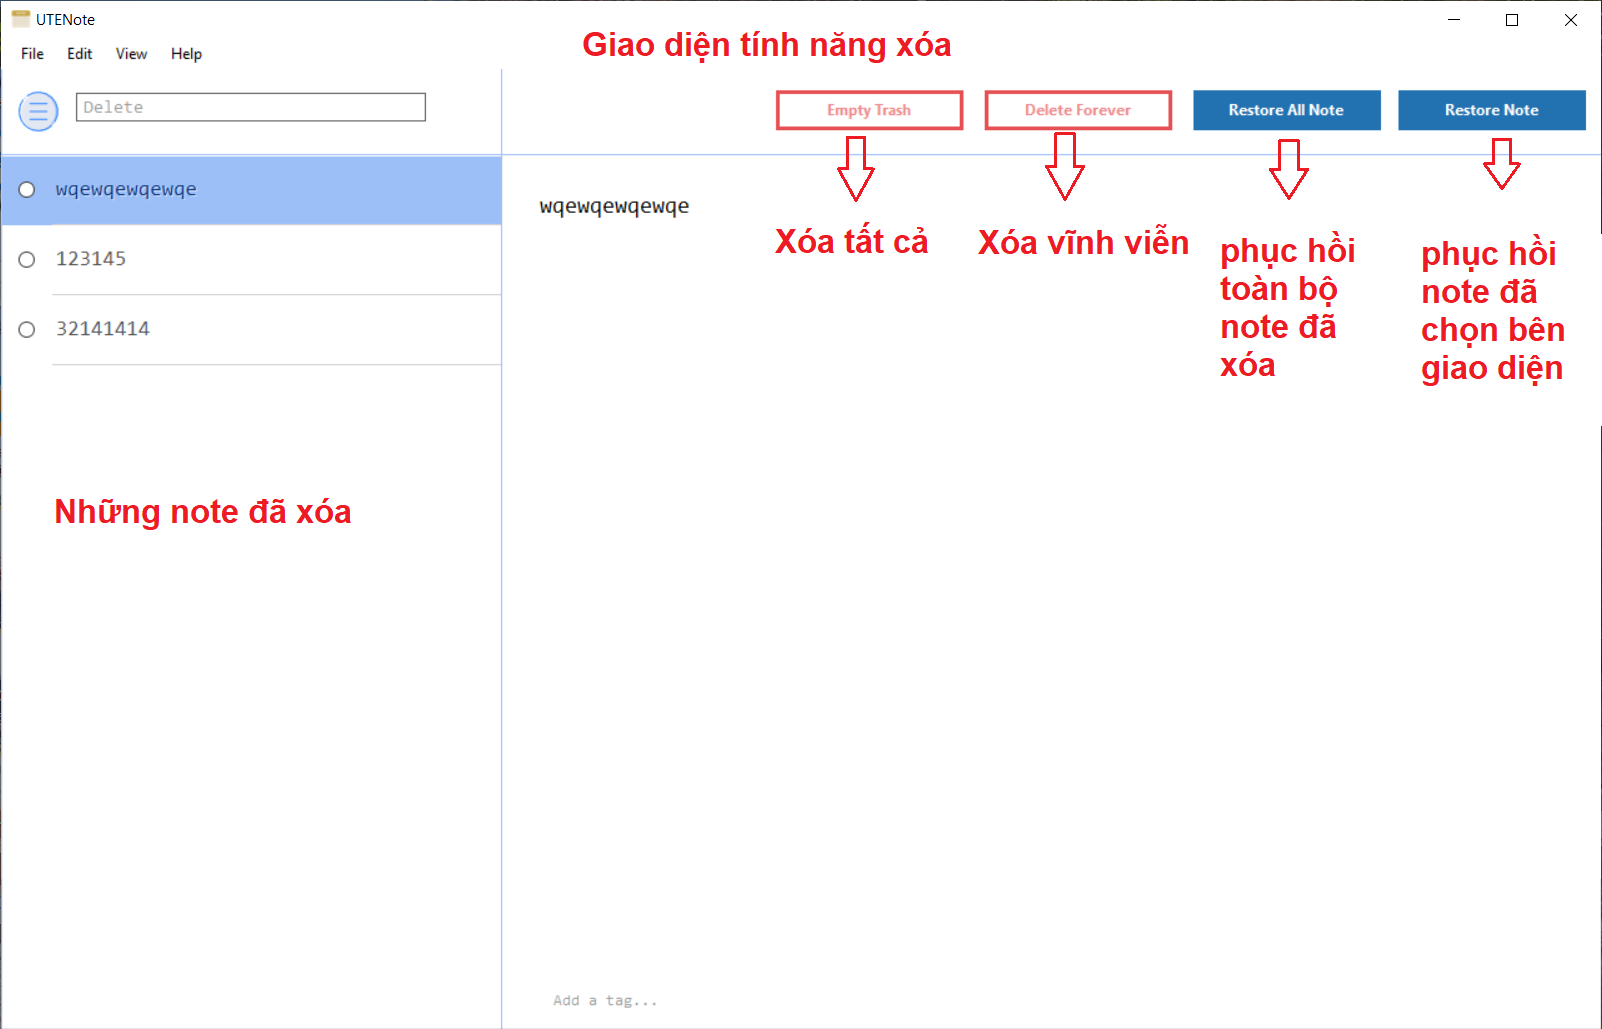 UTENote
File Edit View Help
Giao diện tính năng xóa
Delete
Empty Trash
Delete Forever
Restore All Note
Restore Note
wqewqewqewqe
123145
32141414
wqewqewqewqe
Xóa tất cả
Xóa vĩnh viễn
phục hồi
toàn bộ
note đã
xóa
phục hồi
note đã
chọn bên
giao diện
Những note đã xóa
Add a tag...